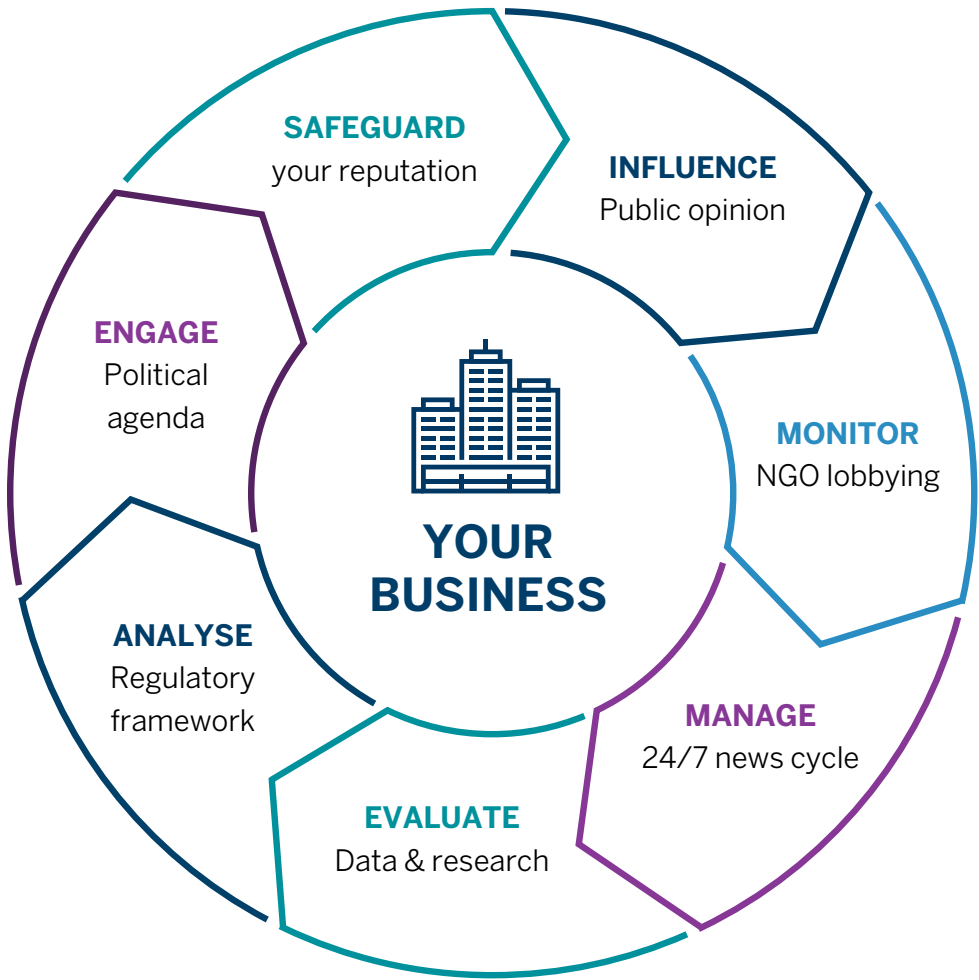 SAFEGUARD
your reputation
INFLUENCE
Public opinion
MONITOR
NGO lobbying
MANAGE
24/7 news cycle
EVALUATE
Data & research
ANALYSE
Regulatory
framework
ENGAGE
Political
agenda
YOUR
BUSINESS